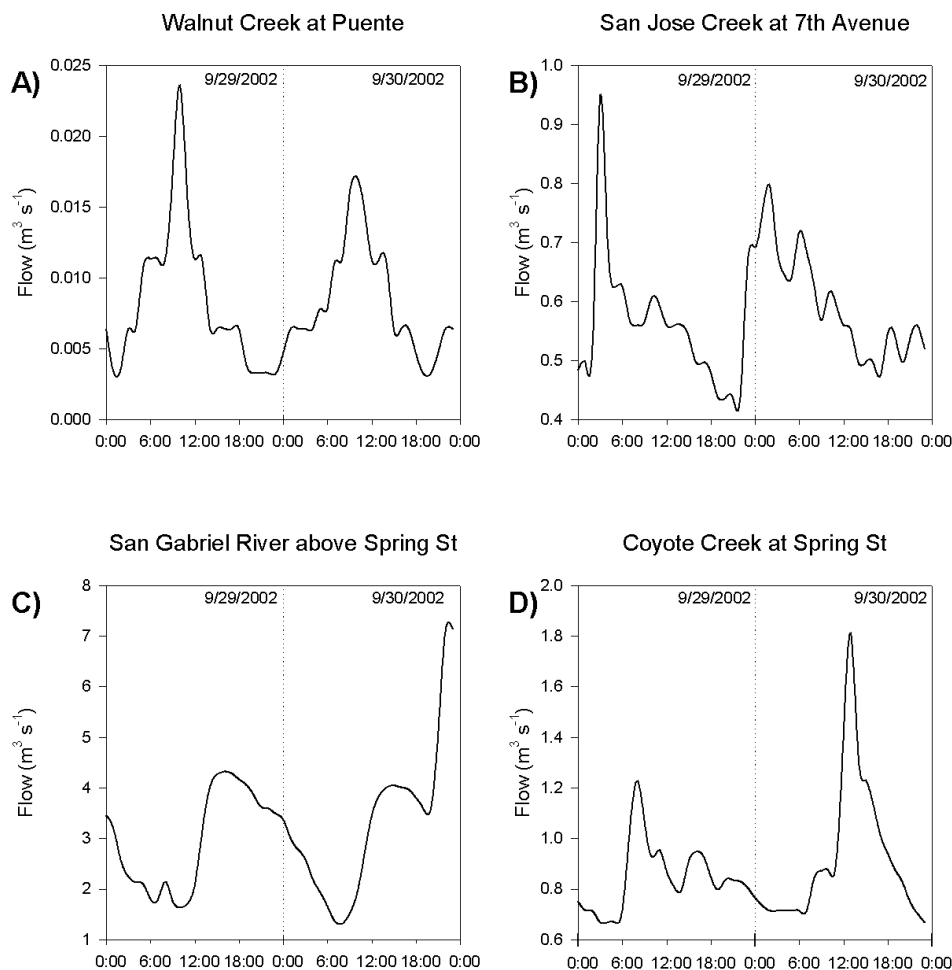 Walnut Creek at Puente
San Jose Creek at 7th Avenue
A)
0.025
0.020
0.015
0.010
0.005
0.000
Flow (m³ s⁻¹)
9/29/2002
9/30/2002
0:00 6:00 12:00 18:00 0:00 6:00 12:00 18:00 0:00
B)
1.0
0.9
0.8
0.7
0.6
0.5
0.4
Flow (m³ s⁻¹)
9/29/2002
9/30/2002
0:00 6:00 12:00 18:00 0:00 6:00 12:00 18:00 0:00
San Gabriel River above Spring St
Coyote Creek at Spring St
C)
8
7
6
5
4
3
2
1
Flow (m³ s⁻¹)
9/29/2002
9/30/2002
0:00 6:00 12:00 18:00 0:00 6:00 12:00 18:00 0:00
D)
2.0
1.8
1.6
1.4
1.2
1.0
0.8
0.6
Flow (m³ s⁻¹)
9/29/2002
9/30/2002
0:00 6:00 12:00 18:00 0:00 6:00 12:00 18:00 0:00